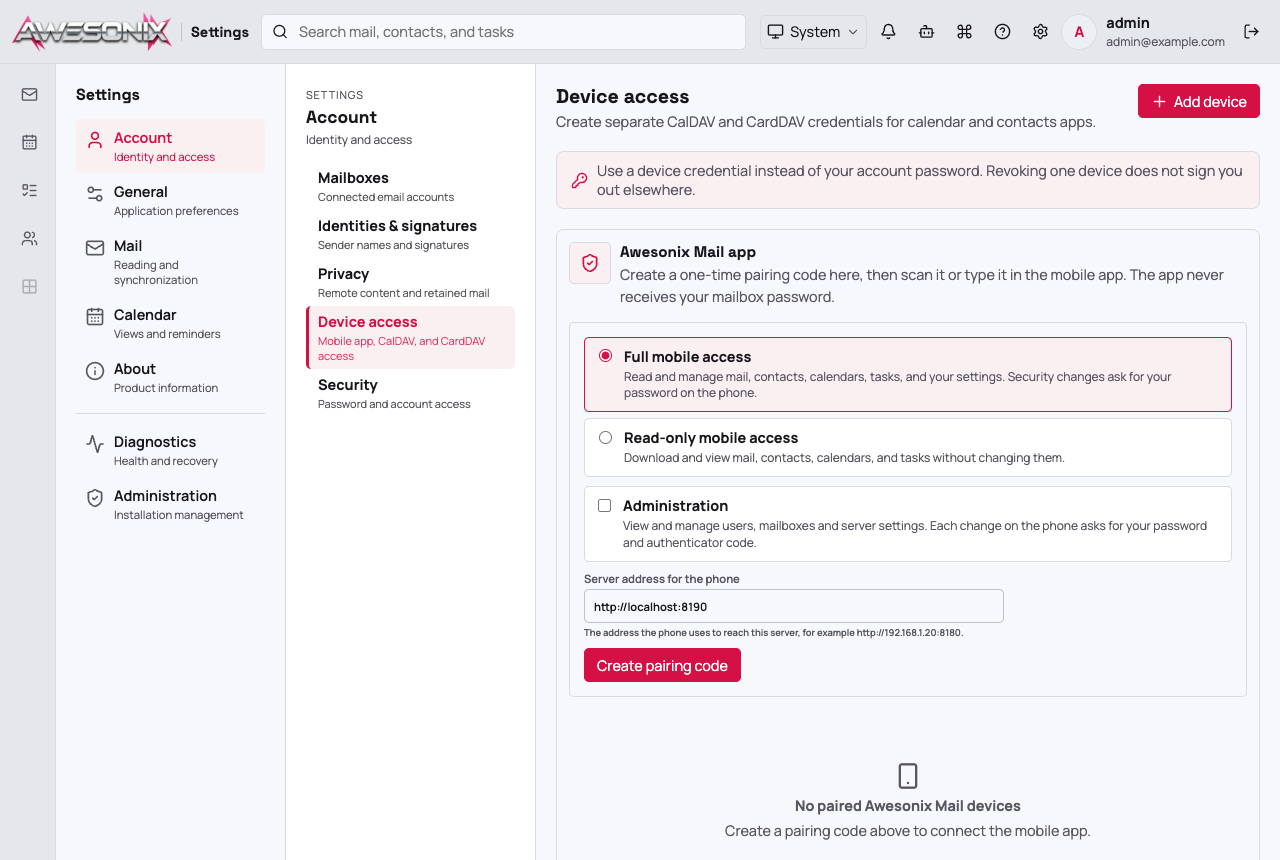 AWESONIX
Settings
Search mail, contacts, and tasks
System
A
admin
admin@example.com
Settings
Account
Identity and access
General
Application preferences
Mail
Reading and
synchronization
Calendar
Views and reminders
About
Product information
Diagnostics
Health and recovery
Administration
Installation management
SETTINGS
Account
Identity and access
Mailboxes
Connected email accounts
Identities & signatures
Sender names and signatures
Privacy
Remote content and retained mail
Device access
Mobile app, CalDAV, and CardDAV
access
Security
Password and account access
Device access
Create separate CalDAV and CardDAV credentials for calendar and contacts apps.
Add device
Use a device credential instead of your account password. Revoking one device does not sign you
out elsewhere.
Awesonix Mail app
Create a one-time pairing code here, then scan it or type it in the mobile app. The app never
receives your mailbox password.
Full mobile access
Read and manage mail, contacts, calendars, tasks, and your settings. Security changes ask for your
password on the phone.
Read-only mobile access
Download and view mail, contacts, calendars, and tasks without changing them.
Administration
View and manage users, mailboxes and server settings. Each change on the phone asks for your password
and authenticator code.
Server address for the phone
http://localhost:8190
The address the phone uses to reach this server, for example http://192.168.1.20:8180.
Create pairing code
No paired Awesonix Mail devices
Create a pairing code above to connect the mobile app.